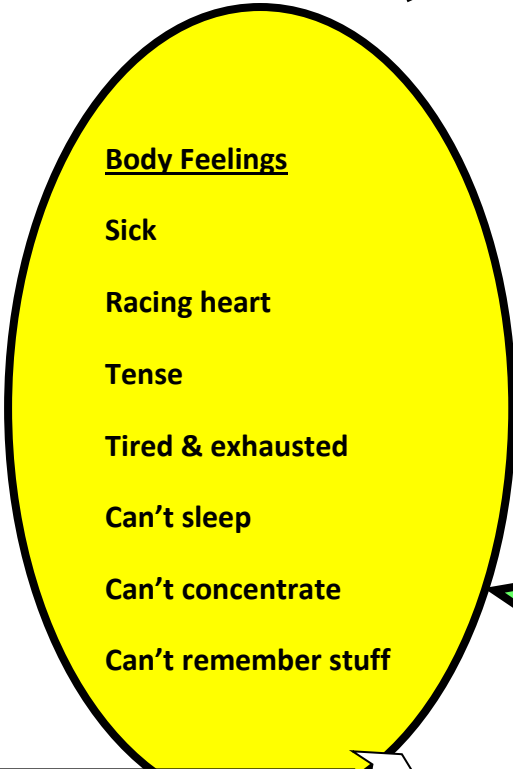 Body Feelings
Sick
Racing heart
Tense
Tired & exhausted
Can’t sleep
Can’t concentrate
Can’t remember stuff